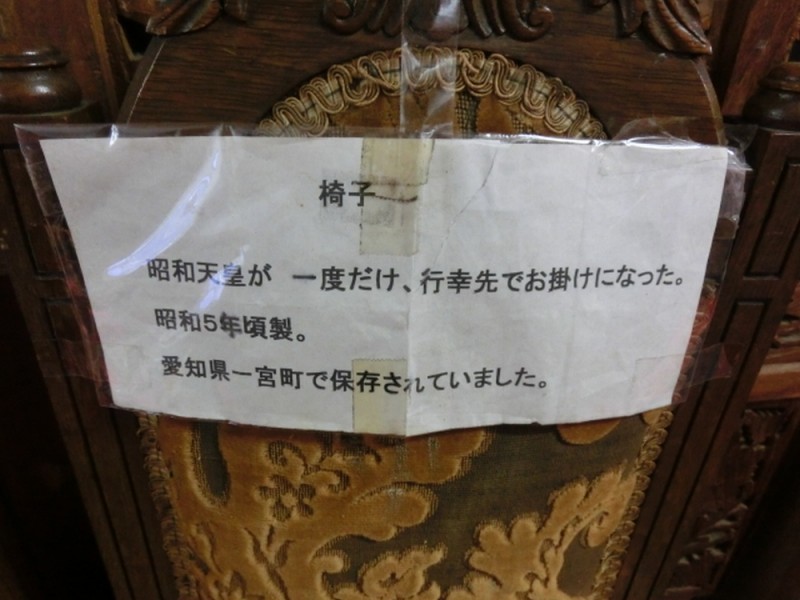 椅子
昭和天皇が 一度だけ、行幸先でお掛けになった。
昭和5年頃製。
愛知県一宮町で保存されていました。